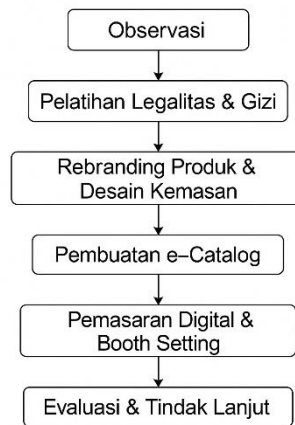 Observasi
Pelatihan Legalitas & Gizi
Rebranding Produk &
Desain Kemasan
Pembuatan e–Catalog
Pemasaran Digital &
Booth Setting
Evaluasi & Tindak Lanjut